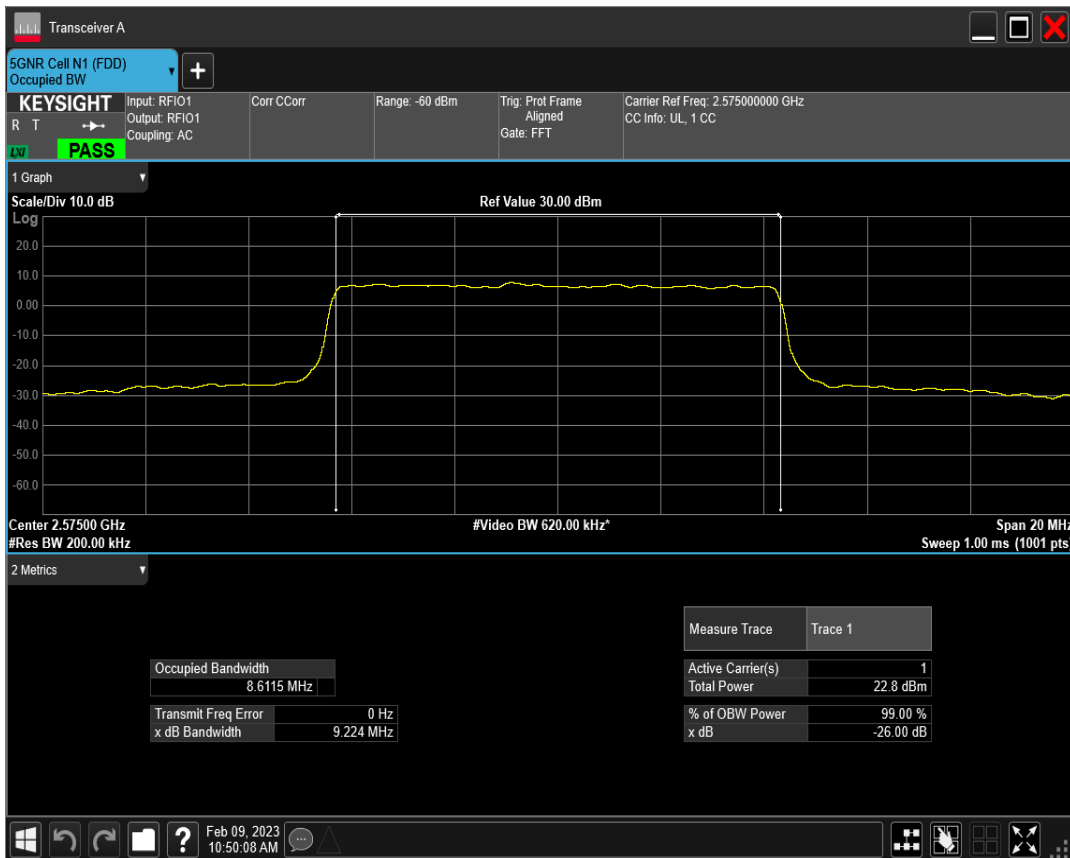 Transceiver A
5GNR Cell N1 (FDD)
Occupied BW
+
KEYSIGHT
R T
LXI
PASS
Input: RFIO1
Output: RFIO1
Coupling: AC
Corr CCorr
Range: -60 dBm
Trig: Prot Frame
Aligned
Gate: FFT
Carrier Ref Freq: 2.575000000 GHz
CC Info: UL, 1 CC
1 Graph
Scale/Div 10.0 dB
Ref Value 30.00 dBm
Log
20.0
10.0
0.00
-10.0
-20.0
-30.0
-40.0
-50.0
-60.0
Center 2.57500 GHz
#Video BW 620.00 kHz*
Span 20 MHz
#Res BW 200.00 kHz
Sweep 1.00 ms (1001 pts)
2 Metrics
Measure Trace Trace 1
Occupied Bandwidth
8.6115 MHz
Active Carrier(s) 1
Total Power 22.8 dBm
Transmit Freq Error 0 Hz
x dB Bandwidth 9.224 MHz
% of OBW Power 99.00 %
x dB -26.00 dB
?
Feb 09, 2023
10:50:08 AM